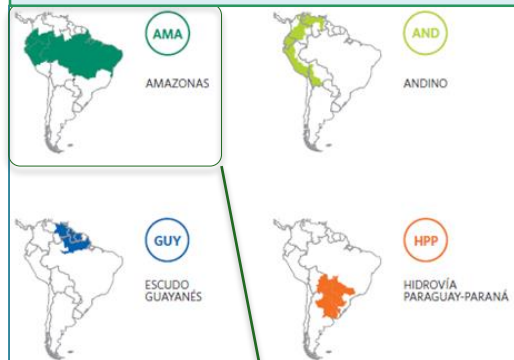 AMA
AMAZONAS
AND
ANDINO
GUY
ESCUDO
GUAYANÉS
HPP
HIDROVÍA
PARAGUAY-PARANÁ